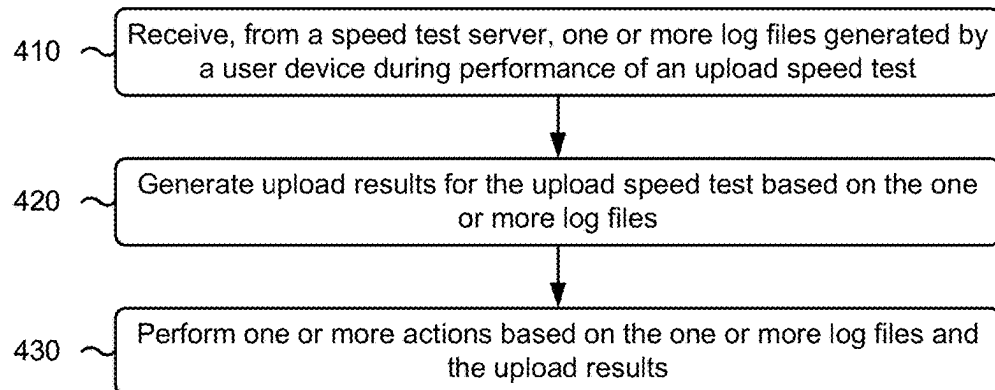 410
Receive, from a speed test server, one or more log files generated by
a user device during performance of an upload speed test
420
Generate upload results for the upload speed test based on the one
or more log files
430
Perform one or more actions based on the one or more log files and
the upload results